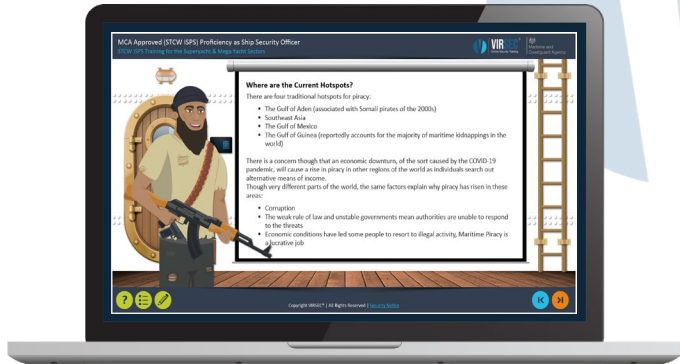 MCA Approved (STCW ISPS) Proficiency as Ship Security Officer
STCW ISPS Training for the Superyacht & Mega Yacht Sectors
VIRSEC
Maritime and
Coastguard Agency
Where are the Current Hotspots?
There are four traditional hotspots for piracy:
• The Gulf of Aden (associated with Somali pirates of the 2000s)
• Southeast Asia
• The Gulf of Mexico
• The Gulf of Guinea (reportedly accounts for the majority of maritime kidnappings in the
world)
There is a concern though that an economic downturn, of the sort caused by the COVID-19
pandemic, will cause a rise in piracy in other regions of the world as individuals search out
alternative means of income.
Though very different parts of the world, the same factors explain why piracy has risen in these
areas:
• Corruption
• The weak rule of law and unstable governments mean authorities are unable to respond
to the threats
• Economic conditions have led some people to resort to illegal activity, Maritime Piracy is
a lucrative job
?
Copyright VIRSEC® | All Rights Reserved | Security Notice